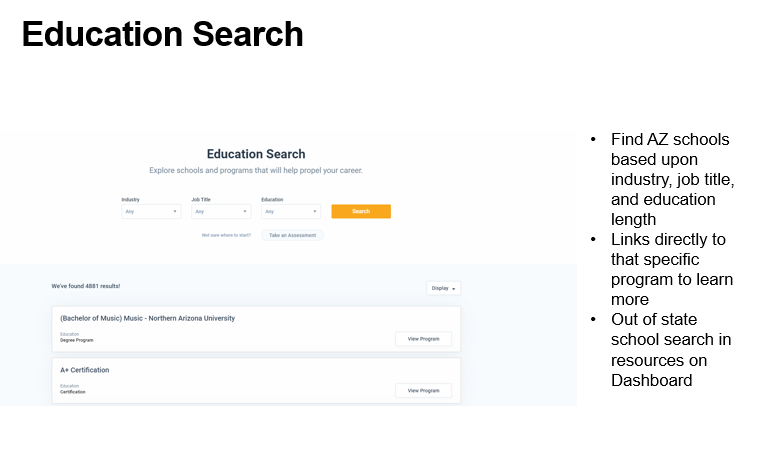 Education Search
Education Search
Explore schools and programs that will help propel your career.
Industry Job Title Education
Any Any Any Search
Not sure where to start? Take an Assessment
We've found 4881 results!
Display
(Bachelor of Music) Music - Northern Arizona University
Education
Degree Program
View Program
A+ Certification
Education
Certification
View Program
• Find AZ schools
based upon
industry, job title,
and education
length
• Links directly to
that specific
program to learn
more
• Out of state
school search in
resources on
Dashboard